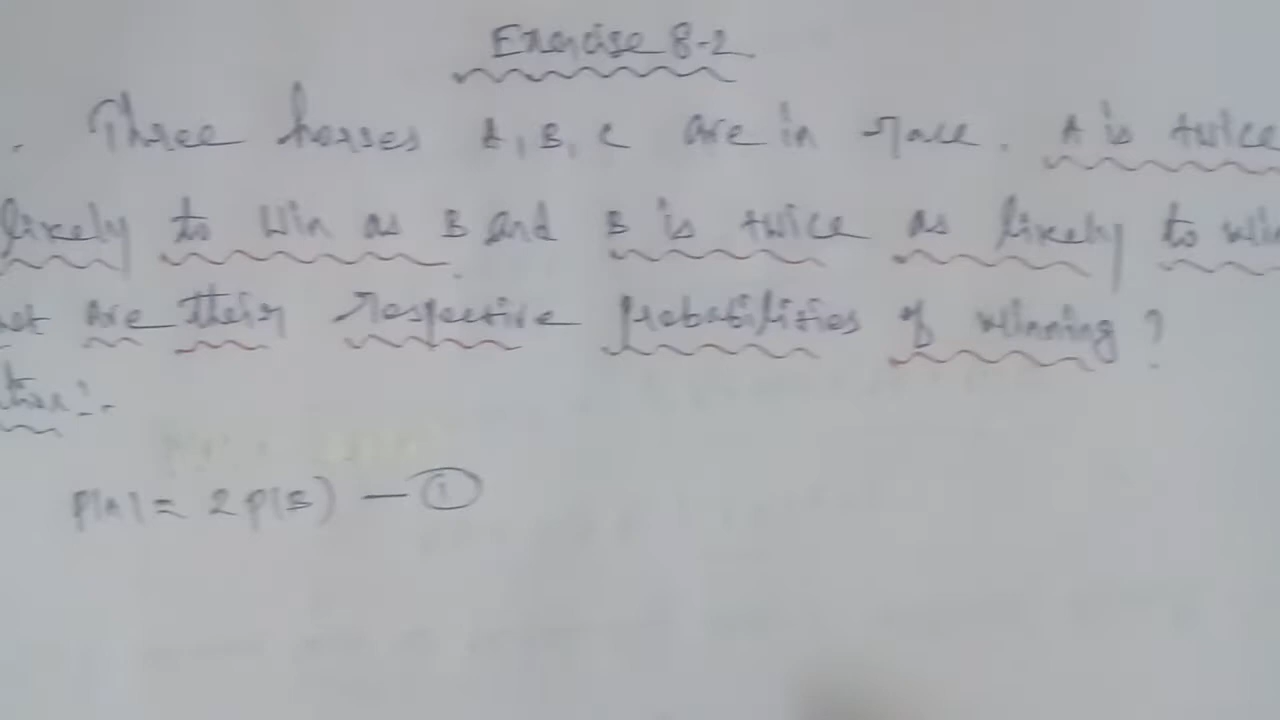 Exercise 8-2
. Three horses A, B, C are in race. A is twice
likely to win as B and B is twice as likely to win
are their respective probabilities of winning?
P(A) = 2P(B) — ①